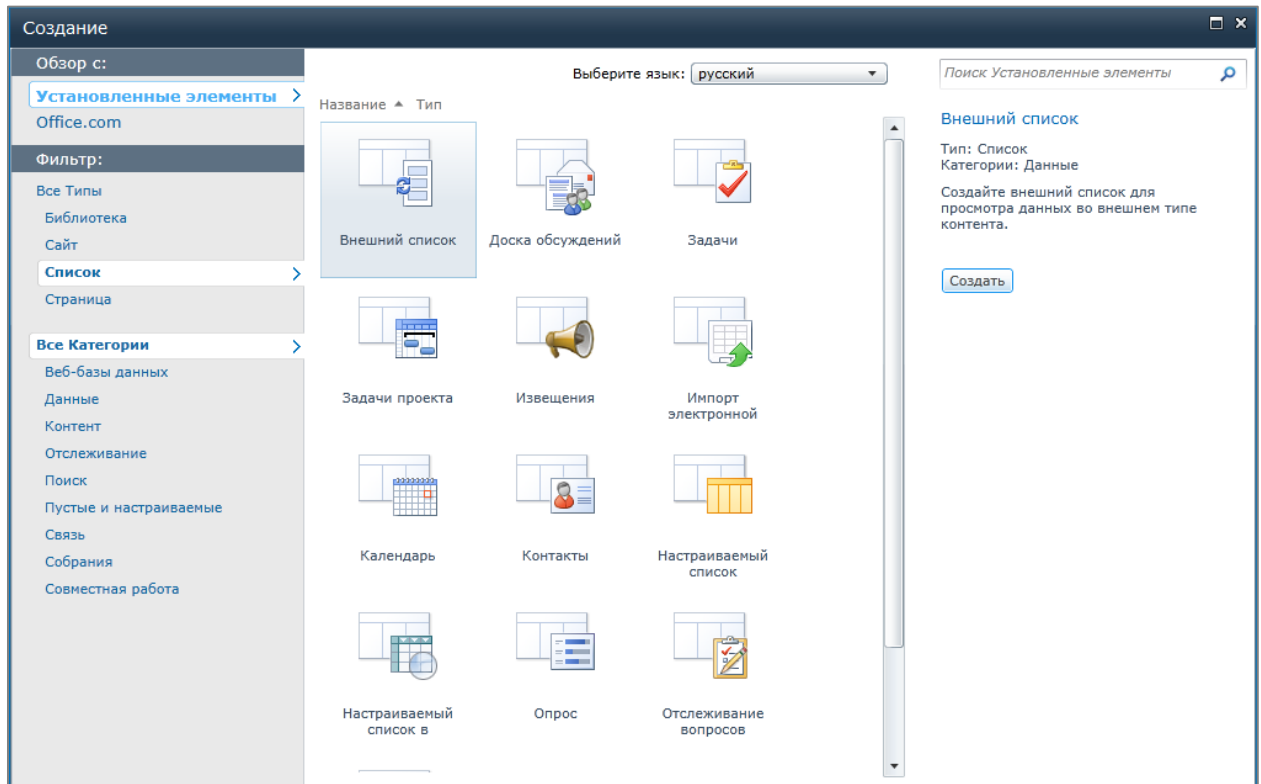 Создание
Обзор с:
Установленные элементы
Office.com
Фильтр:
Все Типы
Библиотека
Сайт
Список
Страница
Все Категории
Веб-базы данных
Данные
Контент
Отслеживание
Поиск
Пустые и настраиваемые
Связь
Собрания
Совместная работа
Выберите язык: русский
Название Тип
Внешний список
Доска обсуждений
Задачи
Задачи проекта
Извещения
Импорт
электронной
Календарь
Контакты
Настраиваемый
список
Настраиваемый
список в
Опрос
Отслеживание
вопросов
Поиск Установленные элементы
Внешний список
Тип: Список
Категории: Данные
Создайте внешний список для
просмотра данных во внешнем типе
контента.
Создать